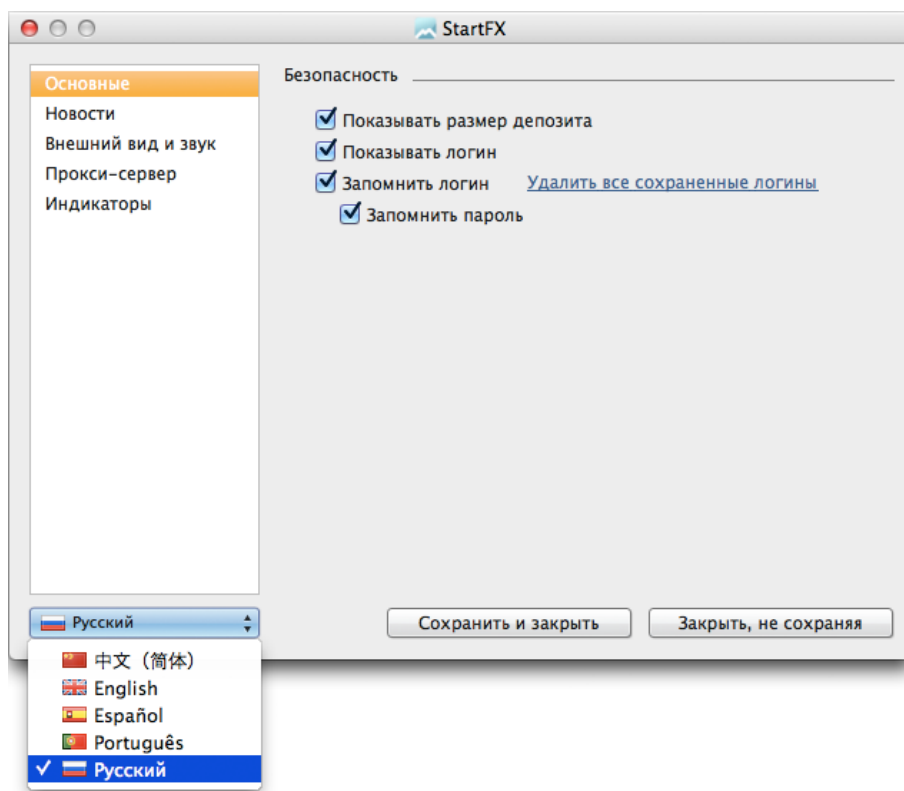 StartFX
Основные
Новости
Внешний вид и звук
Прокси-сервер
Индикаторы
Безопасность
Показывать размер депозита
Показывать логин
Запомнить логин Удалить все сохраненные логины
Запомнить пароль
Русский
Сохранить и закрыть Закрыть, не сохраняя
中文（简体）
English
Español
Português
Русский